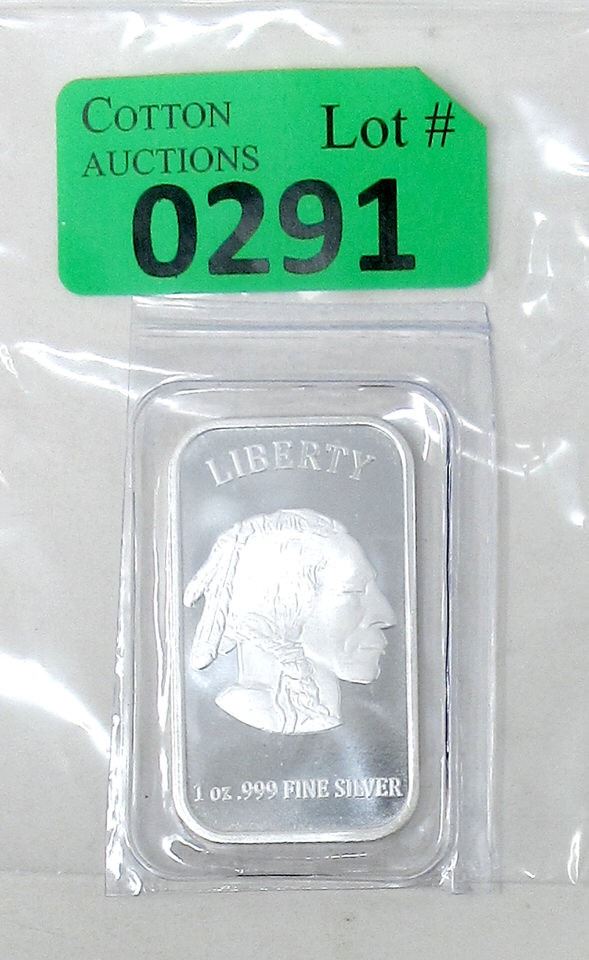 COTTON
AUCTIONS
Lot #
0291
LIBERTY
1 oz .999 FINE SILVER